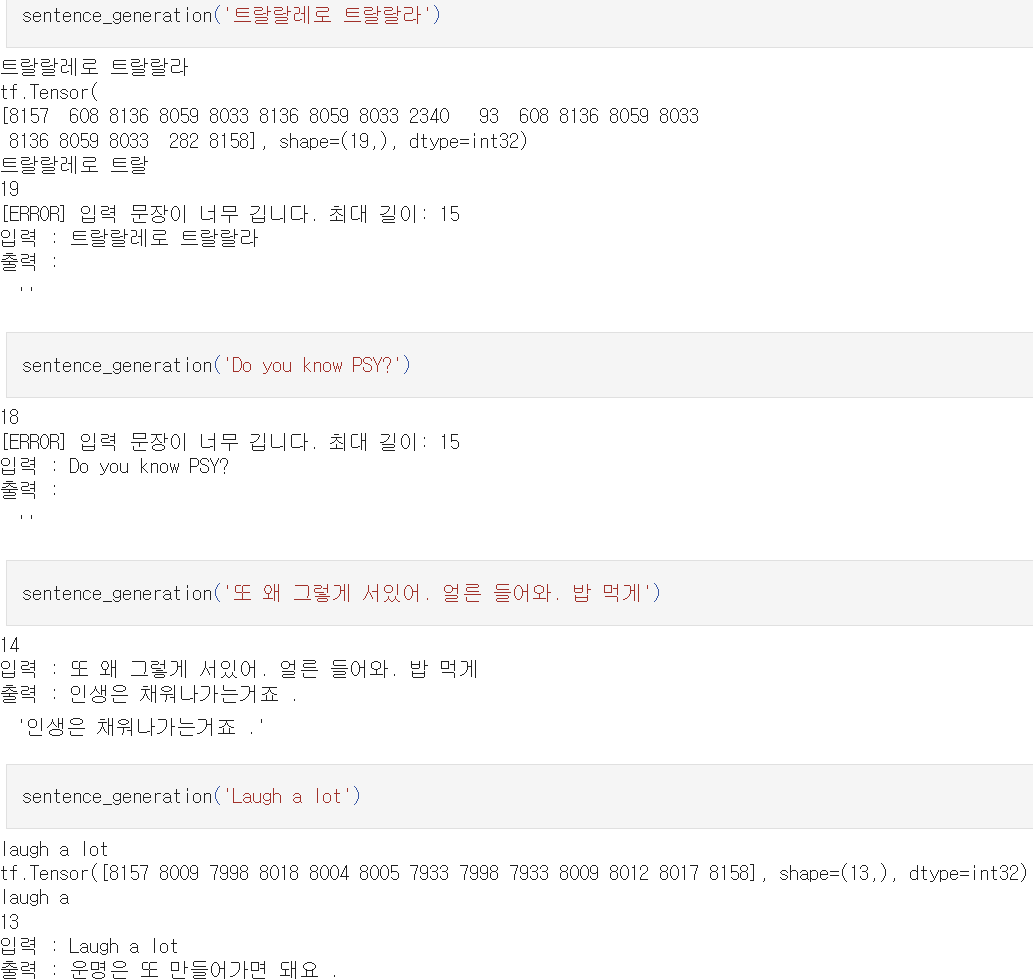 sentence_generation('트랄랄레로 트랄랄라')
트랄랄레로 트랄랄라
tf.Tensor(
[8157  608 8136 8059 8033 8136 8059 8033 2340   93  608 8136 8059 8033
 8136 8059 8033  282 8158], shape=(19,), dtype=int32)
트랄랄레로 트랄
19
[ERROR] 입력 문장이 너무 깁니다. 최대 길이: 15
입력 : 트랄랄레로 트랄랄라
출력 :
''
sentence_generation('Do you know PSY?')
18
[ERROR] 입력 문장이 너무 깁니다. 최대 길이: 15
입력 : Do you know PSY?
출력 :
''
sentence_generation('또 왜 그렇게 서있어. 얼른 들어와. 밥 먹게')
14
입력 : 또 왜 그렇게 서있어. 얼른 들어와. 밥 먹게
출력 : 인생은 채워나가는거죠 .
'인생은 채워나가는거죠 .'
sentence_generation('Laugh a lot')
laugh a lot
tf.Tensor([8157 8009 7998 8018 8004 8005 7933 7998 7933 8009 8012 8017 8158], shape=(13,), dtype=int32)
laugh a
13
입력 : Laugh a lot
출력 : 운명은 또 만들어가면 돼요 .